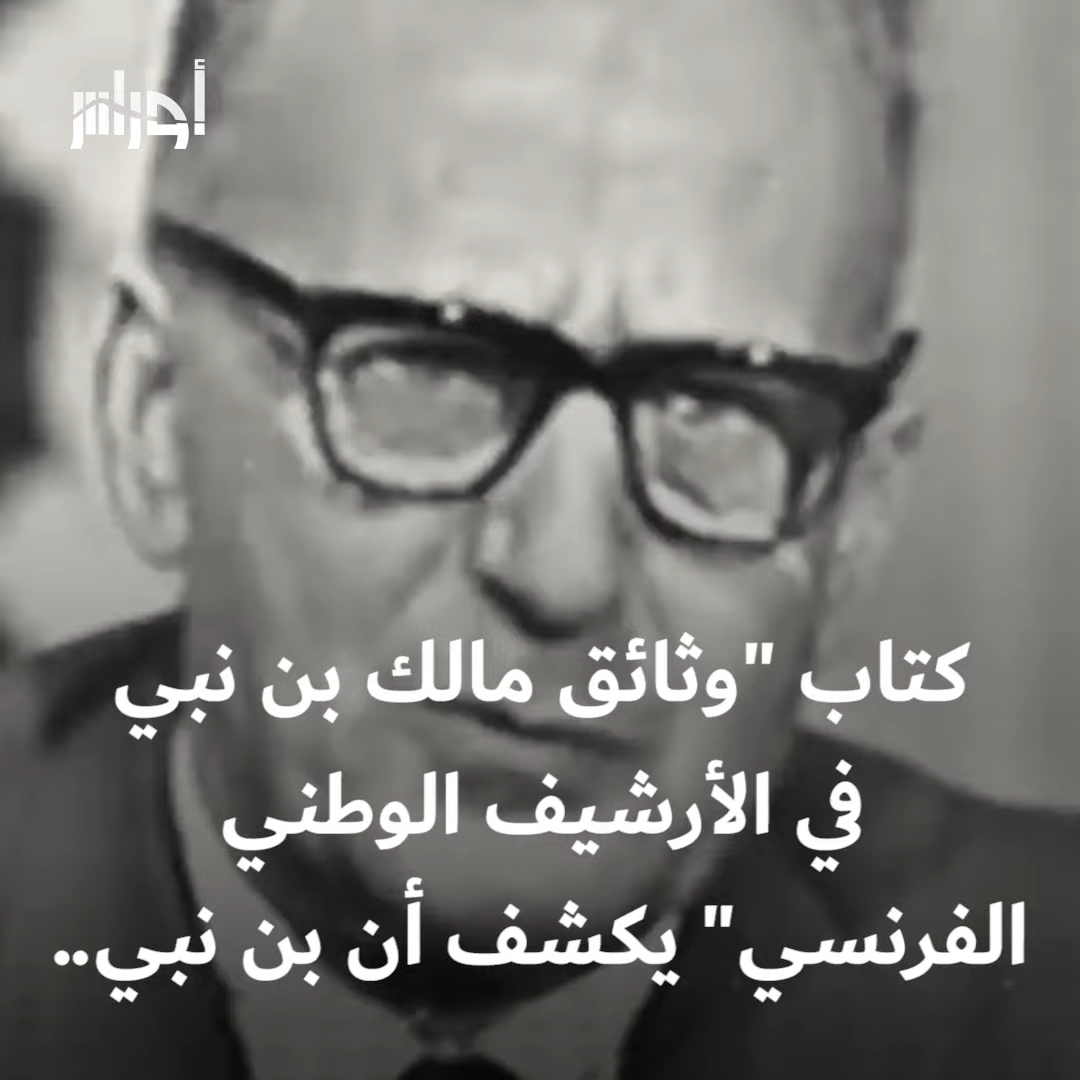 أوراس
كتاب "وثائق مالك بن نبي
في الأرشيف الوطني
الفرنسي" يكشف أن بن نبي..